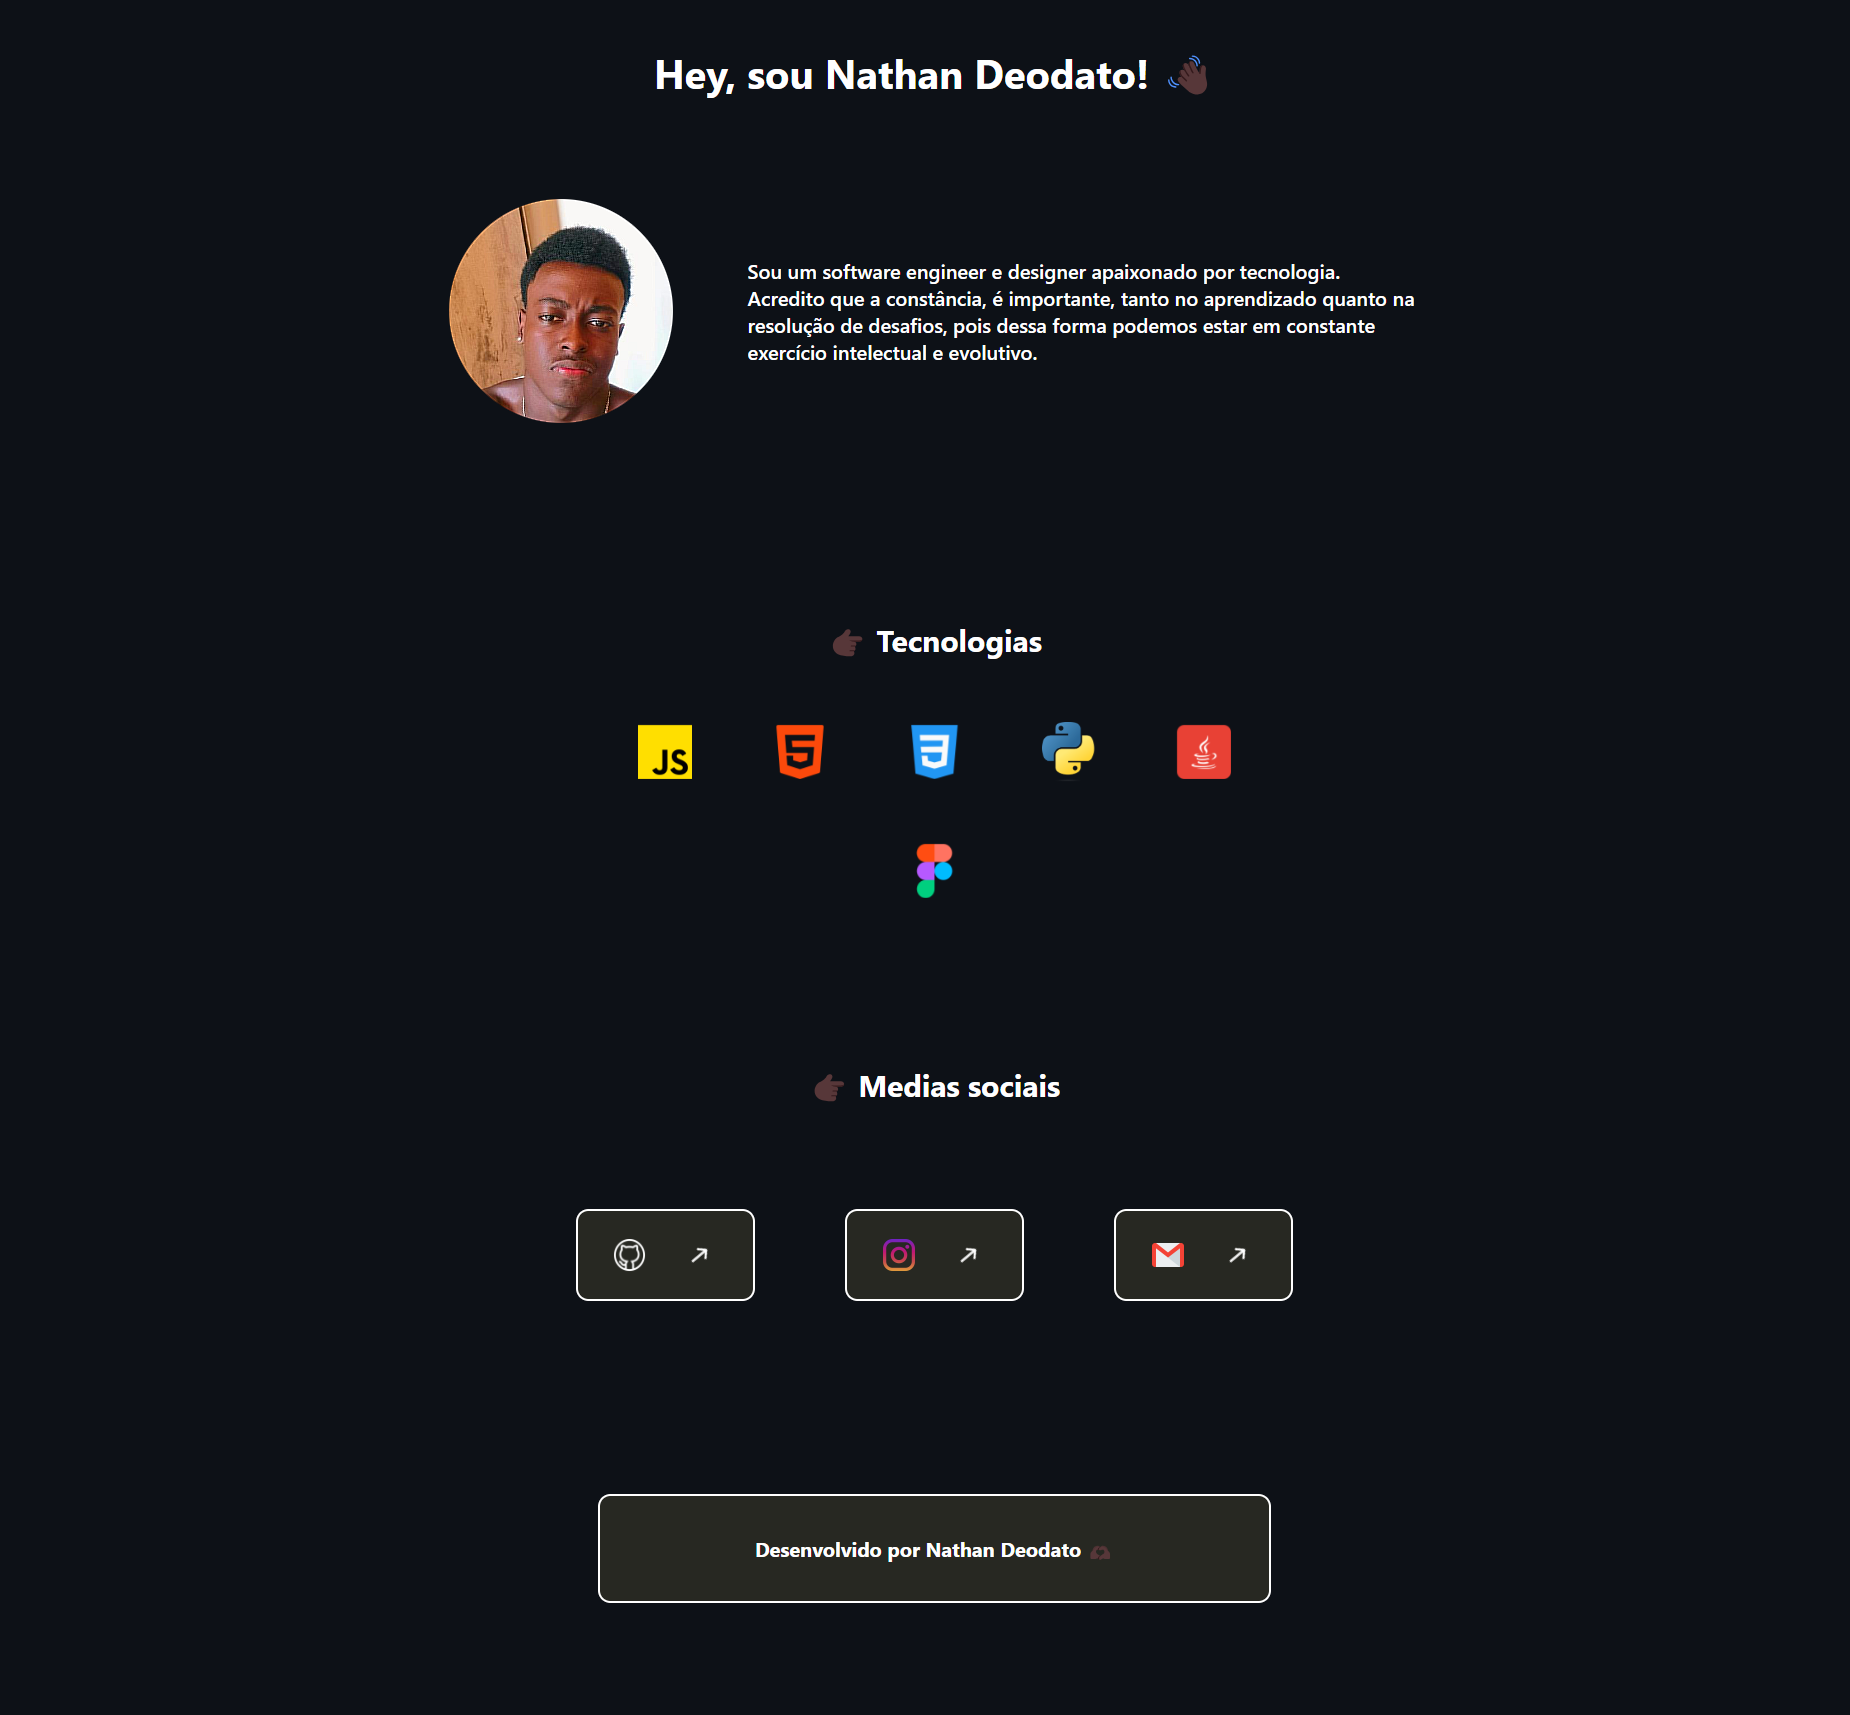 Hey, sou Nathan Deodato! 👋🏿
Sou um software engineer e designer apaixonado por tecnologia.
Acredito que a constância, é importante, tanto no aprendizado quanto na
resolução de desafios, pois dessa forma podemos estar em constante
exercício intelectual e evolutivo.
👉🏿 Tecnologias
JS
👉🏿 Medias sociais
Desenvolvido por Nathan Deodato 🫶🏿